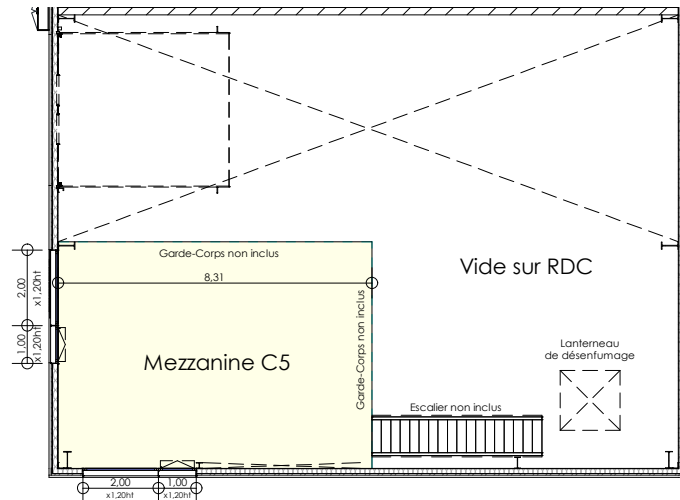 Garde-Corps non inclus
8,31
Vide sur RDC
2,00
x1,20ht
1,00
x1,20ht
Garde-Corps non inclus
Mezzanine C5
Lanterneau
de désenfumage
Escalier non inclus
2,00
1,00
x1,20ht
x1,20ht